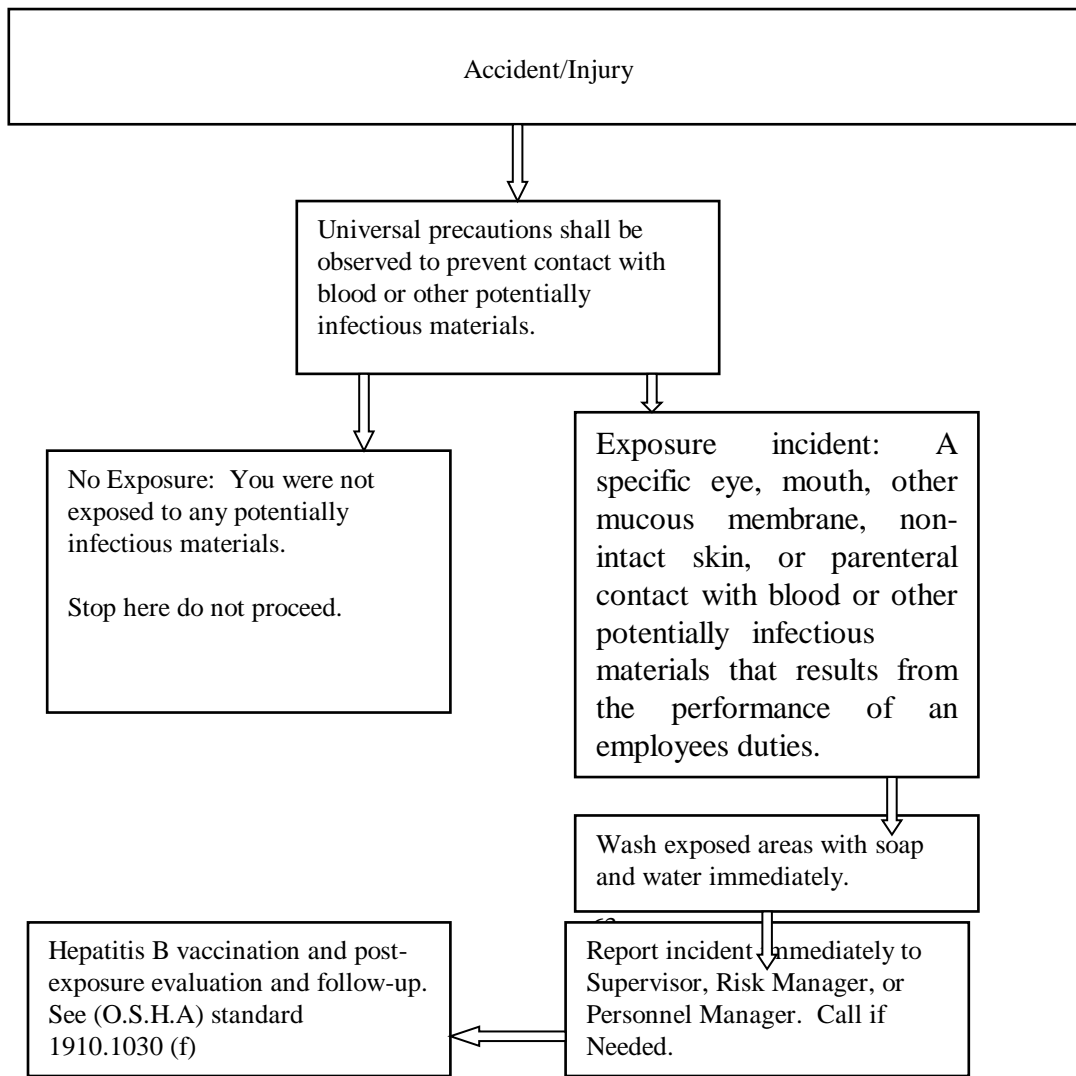 Accident/Injury
Universal precautions shall be
observed to prevent contact with
blood or other potentially
infectious materials.
No Exposure:  You were not
exposed to any potentially
infectious materials.
Stop here do not proceed.
Exposure incident: A
specific eye, mouth, other
mucous membrane, non-
intact skin, or parenteral
contact with blood or other
potentially infectious
materials that results from
the performance of an
employees duties.
Wash exposed areas with soap
and water immediately.
Report incident immediately to
Supervisor, Risk Manager, or
Personnel Manager.  Call if
Needed.
Hepatitis B vaccination and post-
exposure evaluation and follow-up.
See (O.S.H.A) standard
1910.1030 (f)